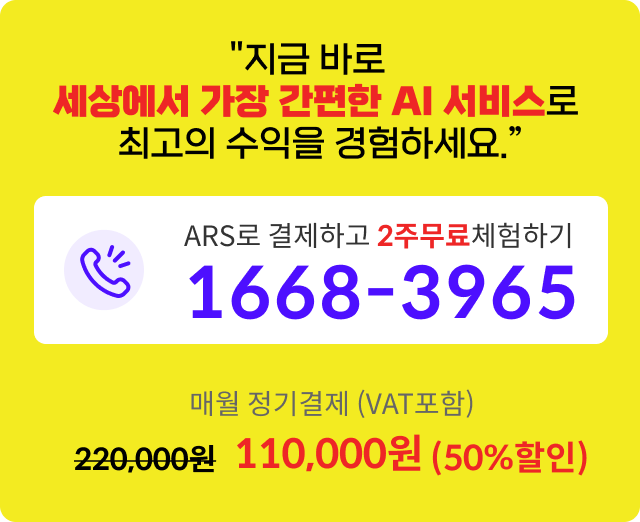 "지금 바로
세상에서 가장 간편한 AI 서비스로
최고의 수익을 경험하세요.”
ARS로 결제하고 2주무료체험하기
1668-3965
매월 정기결제 (VAT포함)
220,000원 110,000원 (50%할인)